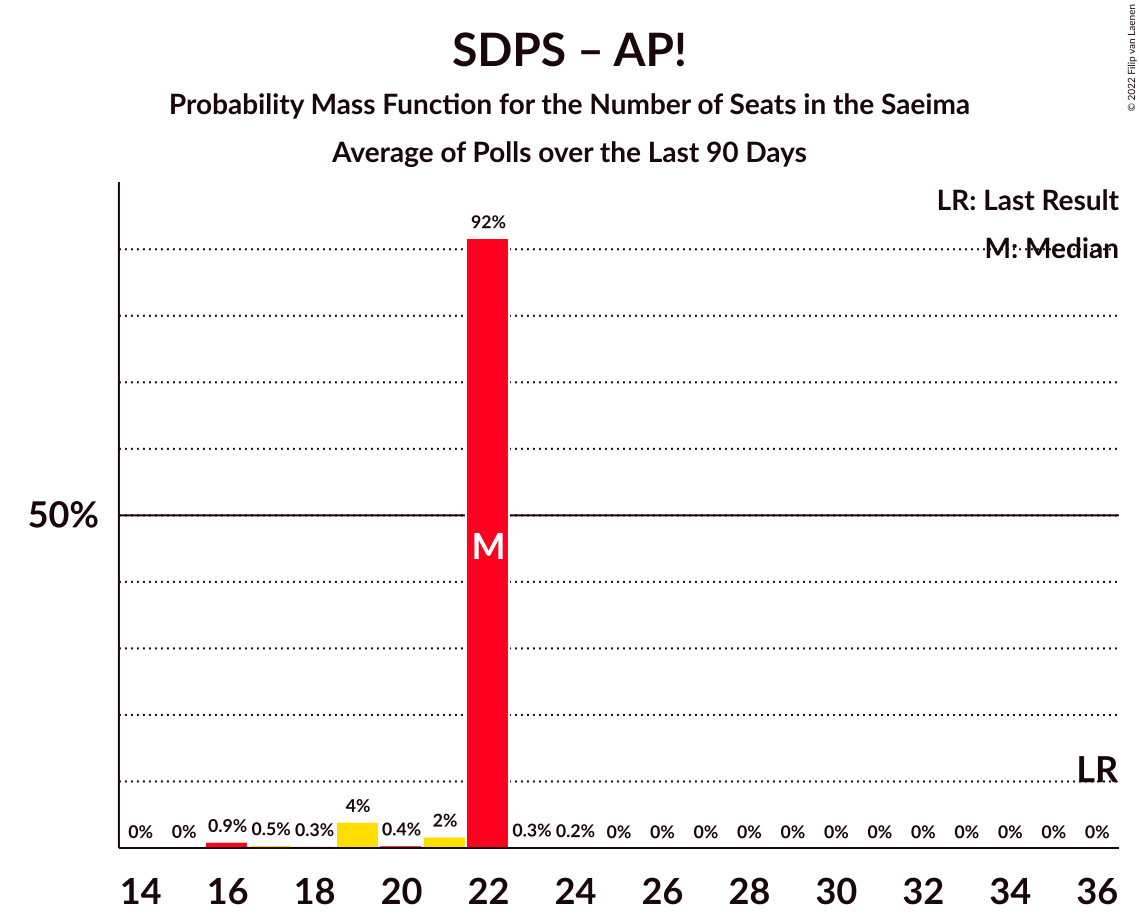 SDPS – AP!
Probability Mass Function for the Number of Seats in the Saeima
Average of Polls over the Last 90 Days
© 2022 Filip van Laenen
LR: Last Result
M: Median
92%
50%
M
LR
0% 0% 0.9% 0.5% 0.3% 4% 0.4% 2% 0.3% 0.2% 0% 0% 0% 0% 0% 0% 0% 0% 0% 0% 0% 0%
14 16 18 20 22 24 26 28 30 32 34 36